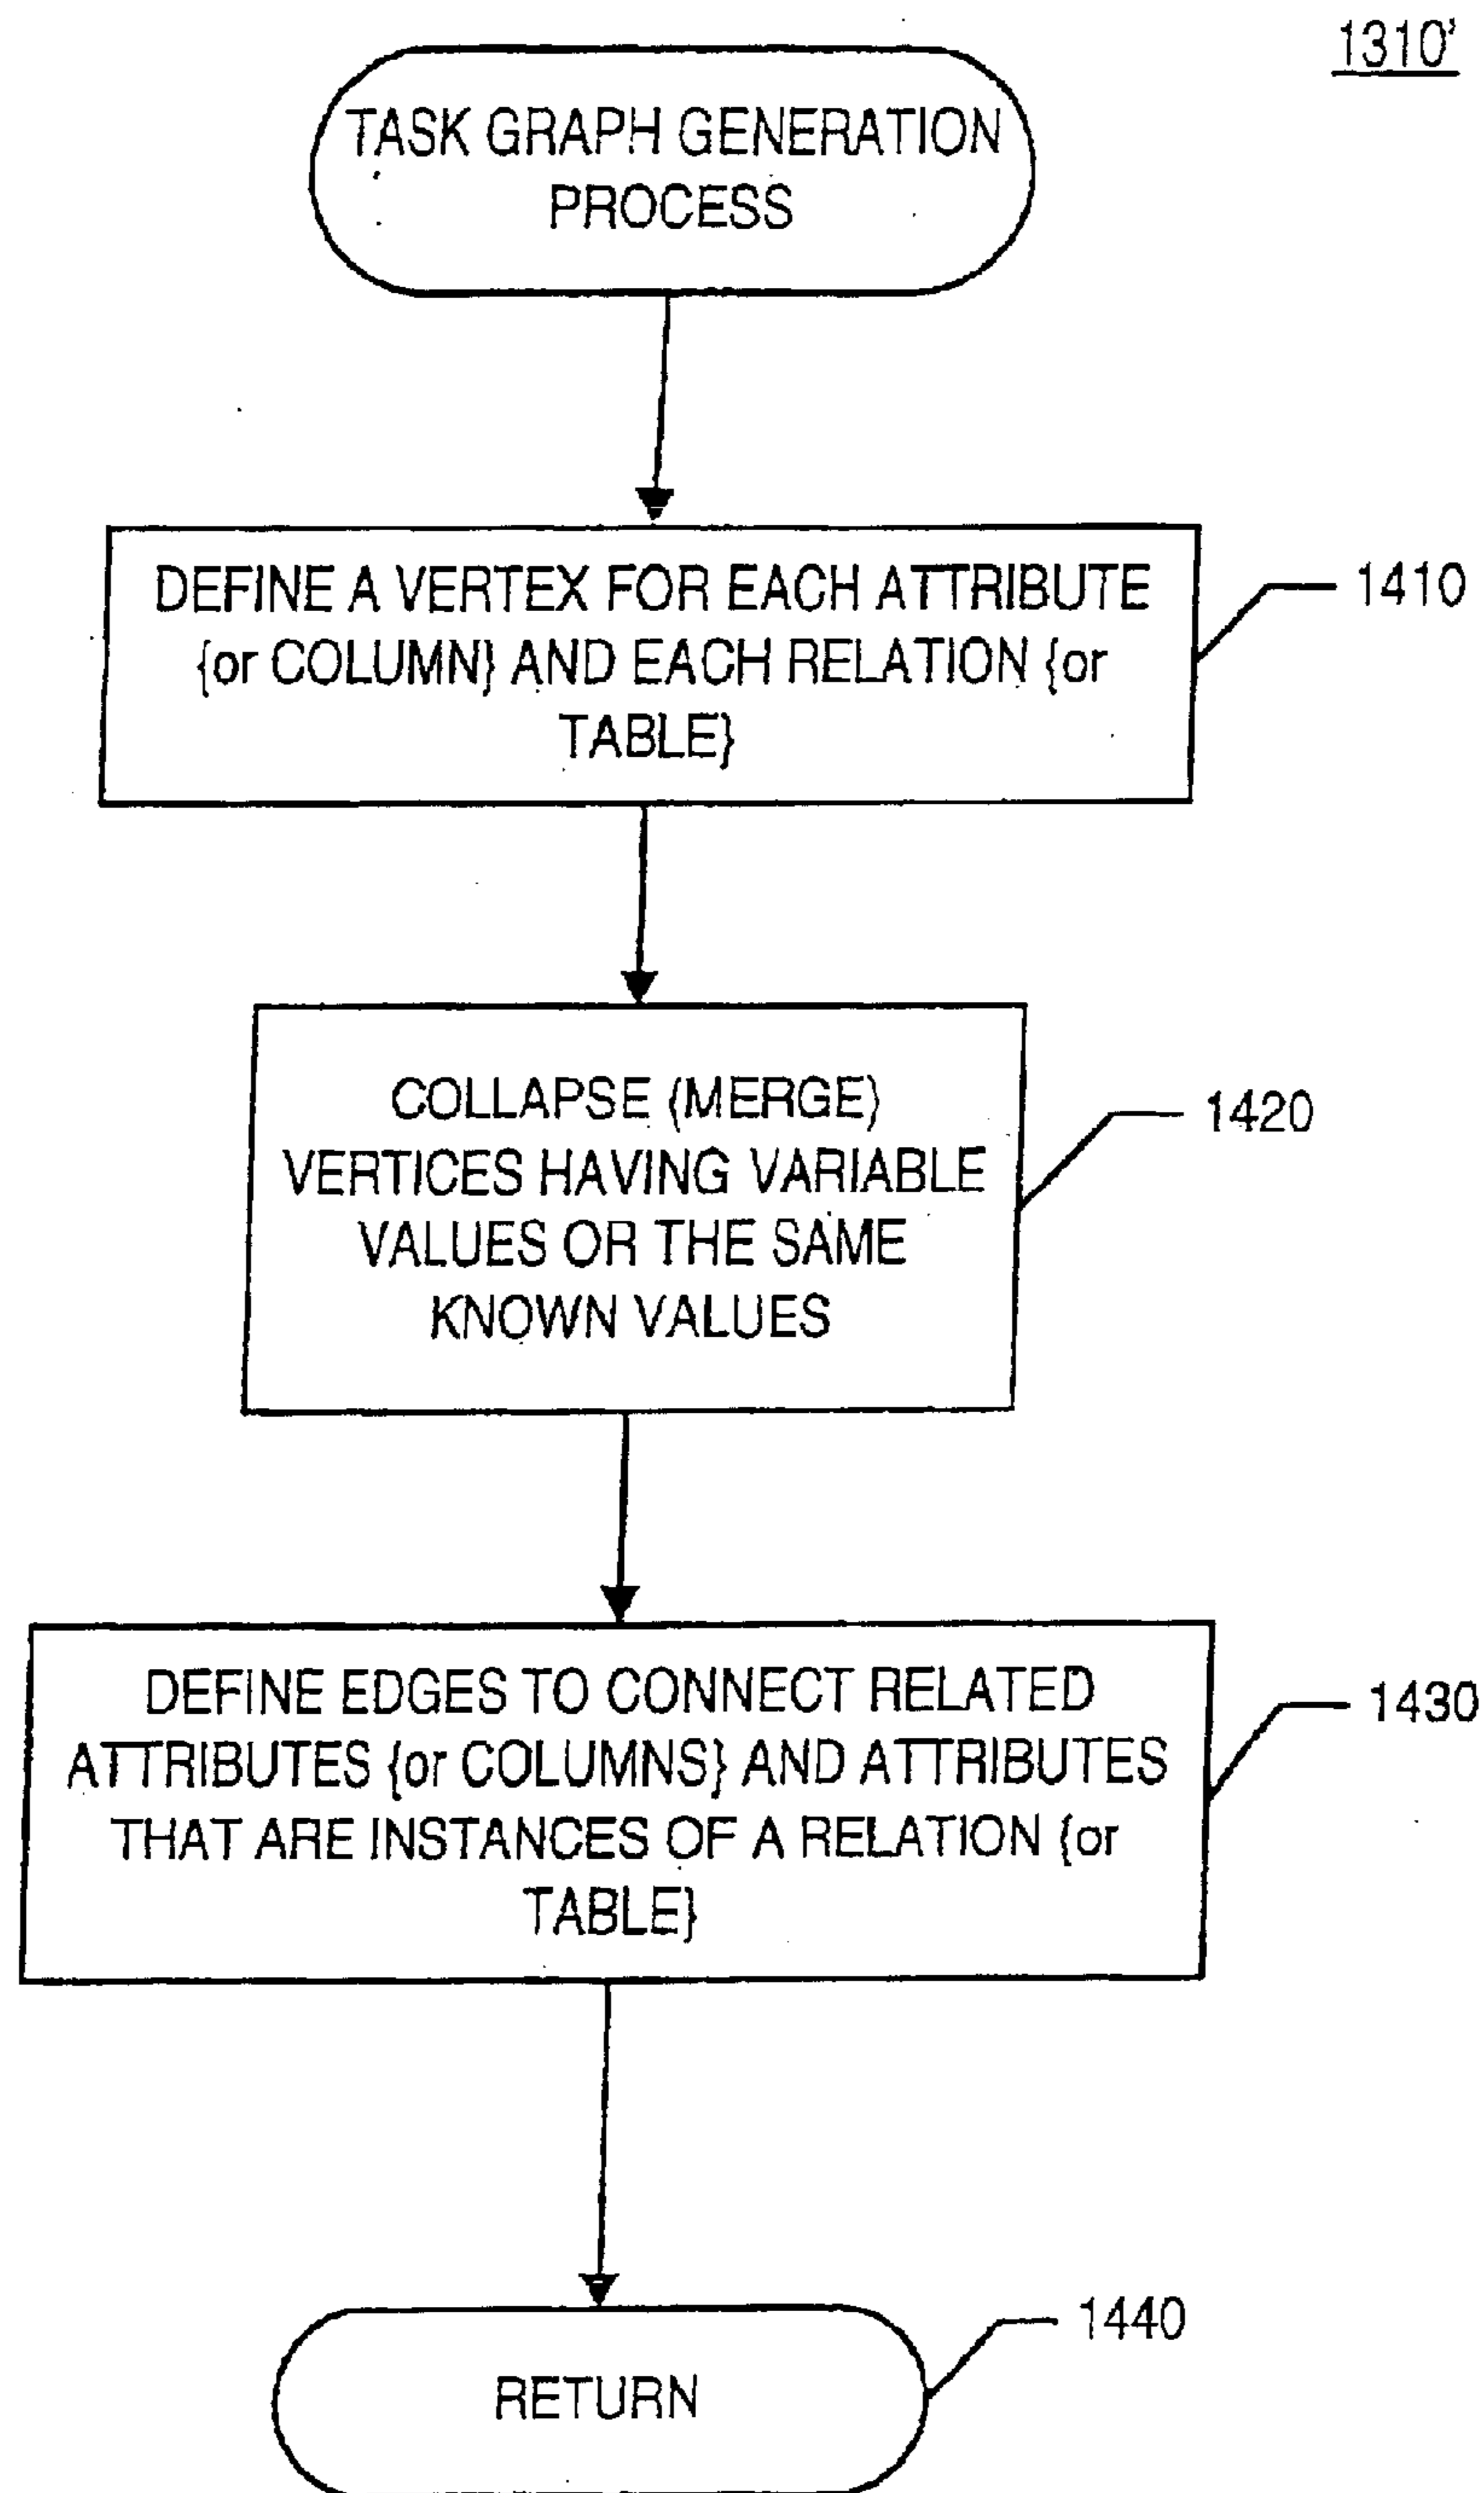 1310'
TASK GRAPH GENERATION
PROCESS
DEFINE A VERTEX FOR EACH ATTRIBUTE
{or COLUMN} AND EACH RELATION {or
TABLE}
1410
COLLAPSE (MERGE)
VERTICES HAVING VARIABLE
VALUES OR THE SAME
KNOWN VALUES
1420
DEFINE EDGES TO CONNECT RELATED
ATTRIBUTES {or COLUMNS} AND ATTRIBUTES
THAT ARE INSTANCES OF A RELATION {or
TABLE}
1430
RETURN
1440